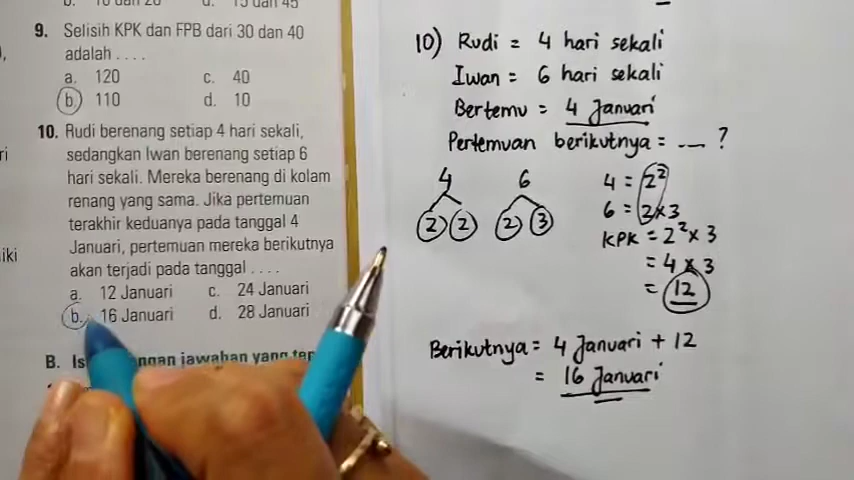 9. Selisih KPK dan FPB dari 30 dan 40
adalah . . . .
a. 120 c. 40
b. 110 d. 10
10. Rudi berenang setiap 4 hari sekali,
sedangkan Iwan berenang setiap 6
hari sekali. Mereka berenang di kolam
renang yang sama. Jika pertemuan
terakhir keduanya pada tanggal 4
Januari, pertemuan mereka berikutnya
akan terjadi pada tanggal . . . .
a. 12 Januari c. 24 Januari
b. 16 Januari d. 28 Januari
B. jawaban yang
10) Rudi = 4 hari sekali
Iwan = 6 hari sekali
Bertemu = 4 Januari
Pertemuan berikutnya = --- ?
4 6
2 2 2 3
4 = 2²
6 = 2x3
KPK = 2² x 3
= 4 x 3
= 12
Berikutnya = 4 Januari + 12
= 16 Januari